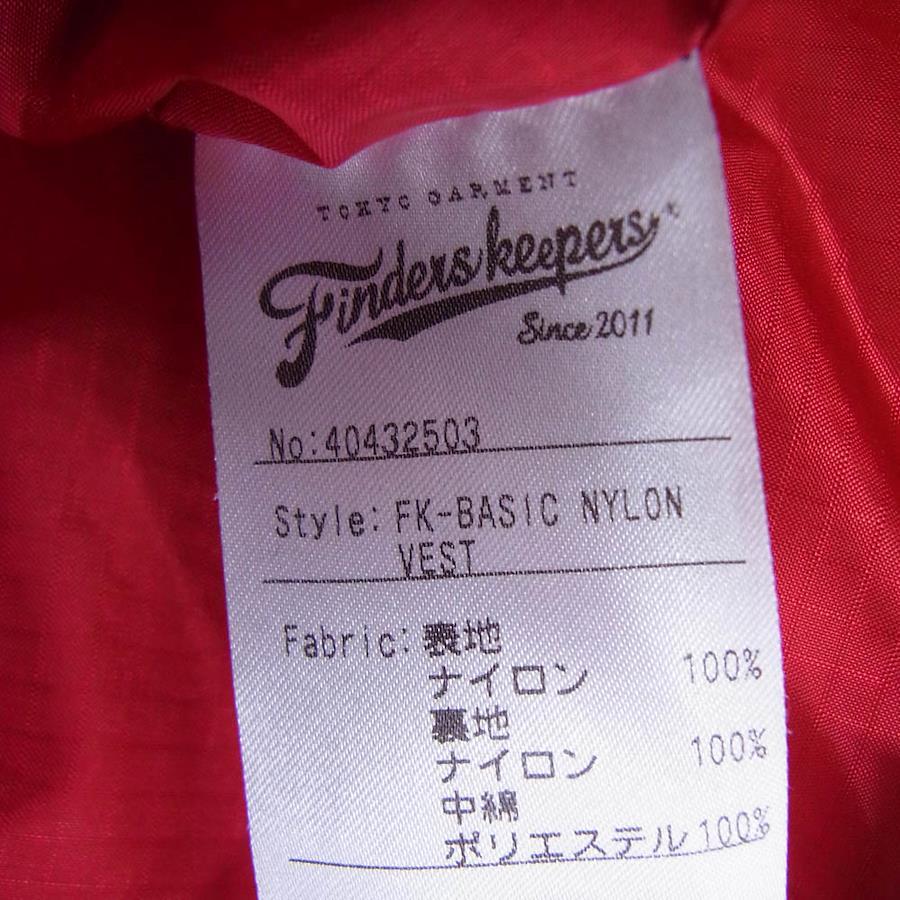 TOKYO GARMENT
Finders keepers
Since 2011
No:40432503
Style: FK-BASIC NYLON
VEST
Fabric: 表地
ナイロン 100%
裏地
ナイロン 100%
中綿
ポリエステル 100%